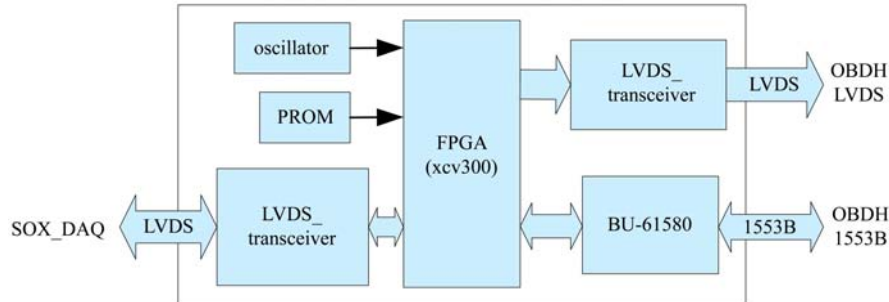 oscillator
PROM
FPGA
(xcv300)
LVDS_
transceiver
LVDS
OBDH
LVDS
SOX_DAQ
LVDS
LVDS_
transceiver
BU-61580
1553B
OBDH
1553B